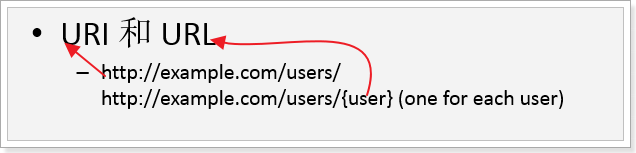 • URI 和 URL
– http://example.com/users/
http://example.com/users/{user} (one for each user)